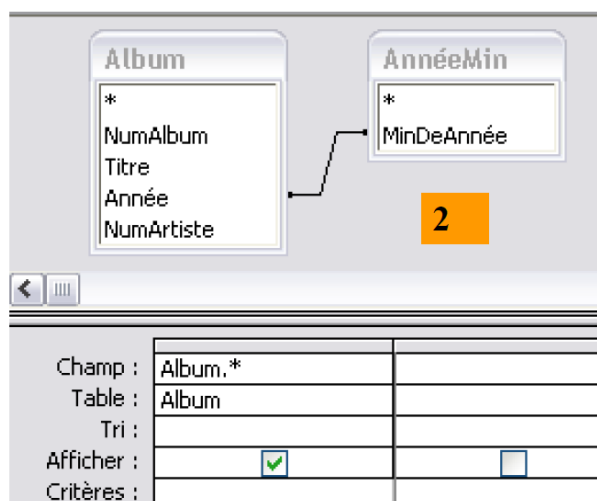 Album
*
NumAlbum
Titre
Année
NumArtiste
AnnéeMin
*
MinDeAnnée
2
Champ : Album.*
Table : Album
Tri :
Afficher :
Critères :